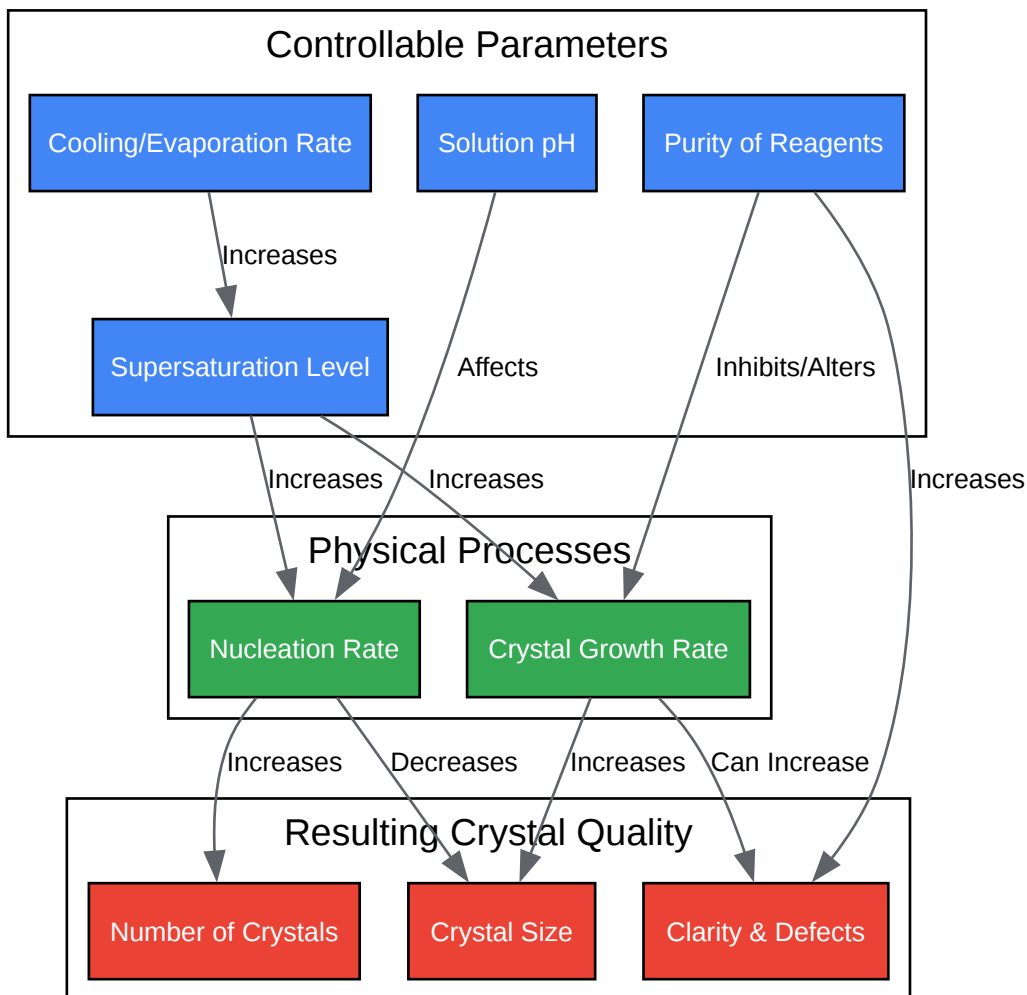 Controllable Parameters
Cooling/Evaporation Rate
Solution pH
Purity of Reagents
Increases
Supersaturation Level
Affects
Inhibits/Alters
Increases
Increases
Increases
Physical Processes
Nucleation Rate
Crystal Growth Rate
Increases
Decreases
Increases
Can Increase
Resulting Crystal Quality
Number of Crystals
Crystal Size
Clarity & Defects